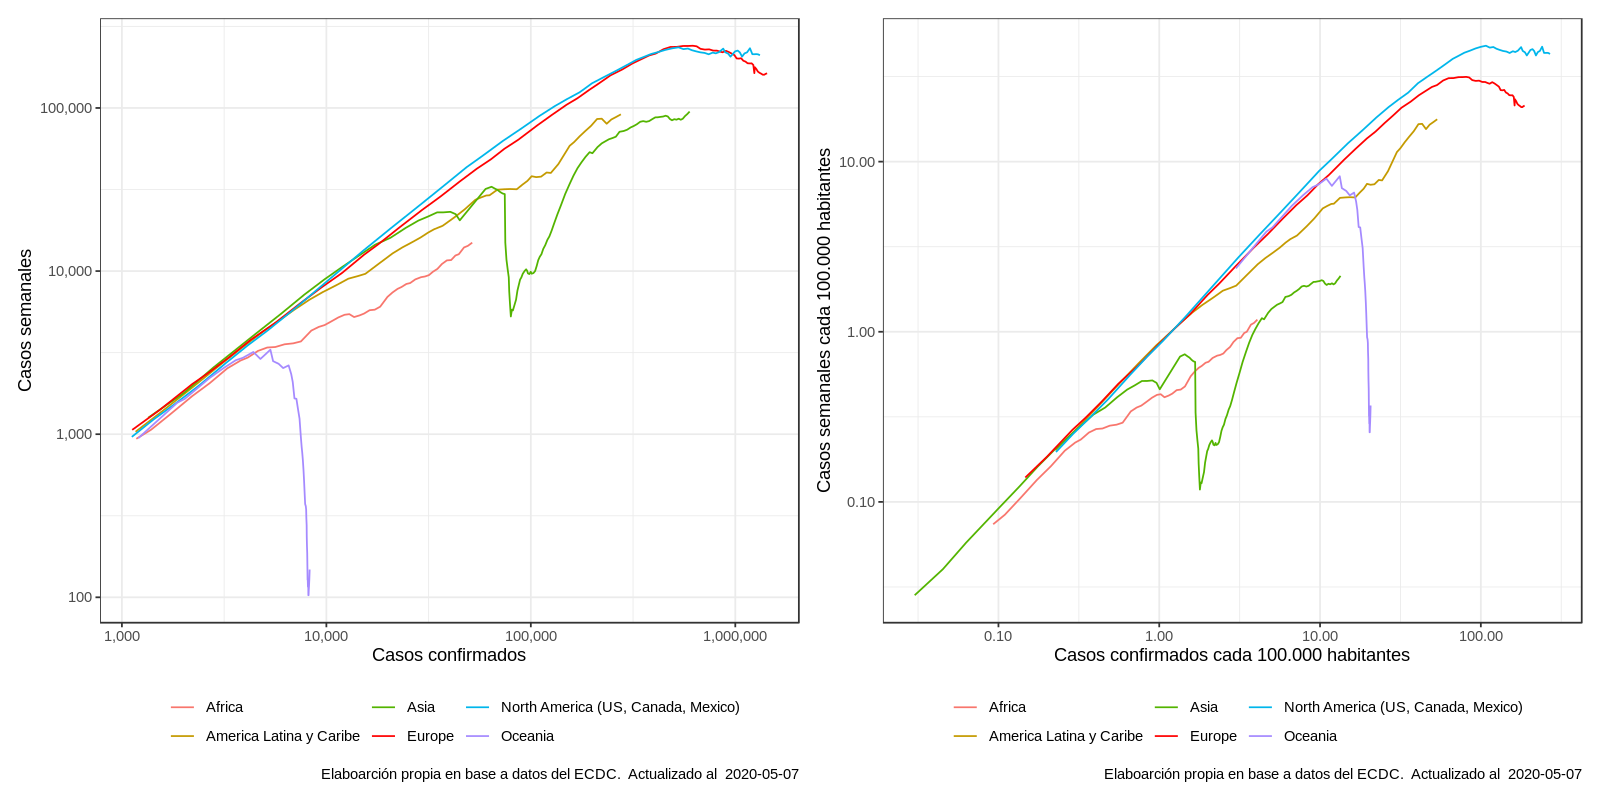 Casos semanales
100,000
10,000
1,000
100
1,000
10,000
100,000
1,000,000
Casos confirmados
Africa
Asia
North America (US, Canada, Mexico)
America Latina y Caribe
Europe
Oceania
Elaboarción propia en base a datos del ECDC.  Actualizado al  2020-05-07
Casos semanales cada 100.000 habitantes
10.00
1.00
0.10
0.10
1.00
10.00
100.00
Casos confirmados cada 100.000 habitantes
Africa
Asia
North America (US, Canada, Mexico)
America Latina y Caribe
Europe
Oceania
Elaboarción propia en base a datos del ECDC.  Actualizado al  2020-05-07